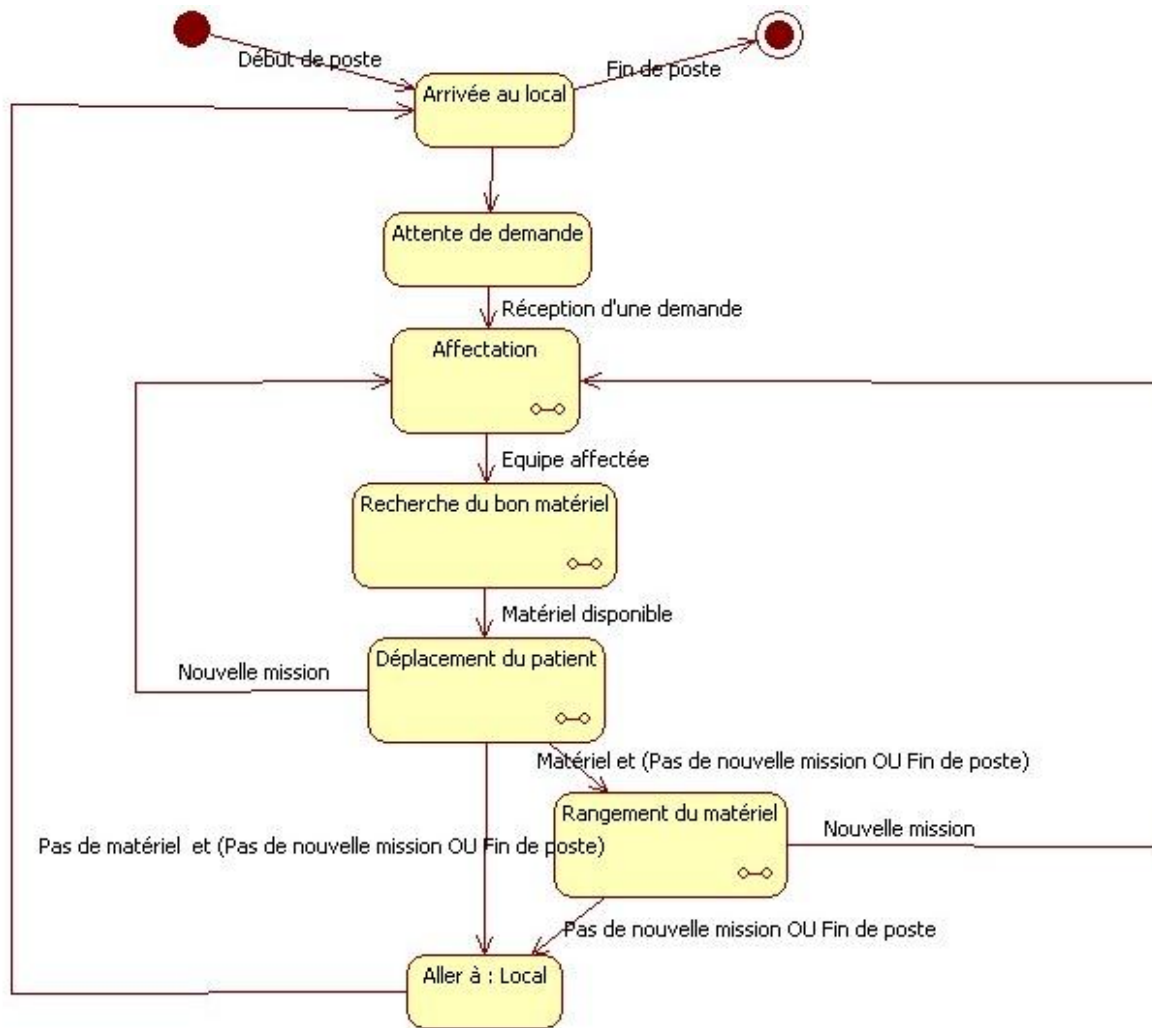 Début de poste
Fin de poste
Arrivée au local
Attente de demande
Réception d'une demande
Affectation
Equipe affectée
Recherche du bon matériel
Matériel disponible
Déplacement du patient
Nouvelle mission
Matériel et (Pas de nouvelle mission OU Fin de poste)
Rangement du matériel
Nouvelle mission
Pas de matériel et (Pas de nouvelle mission OU Fin de poste)
Pas de nouvelle mission OU Fin de poste
Aller à : Local